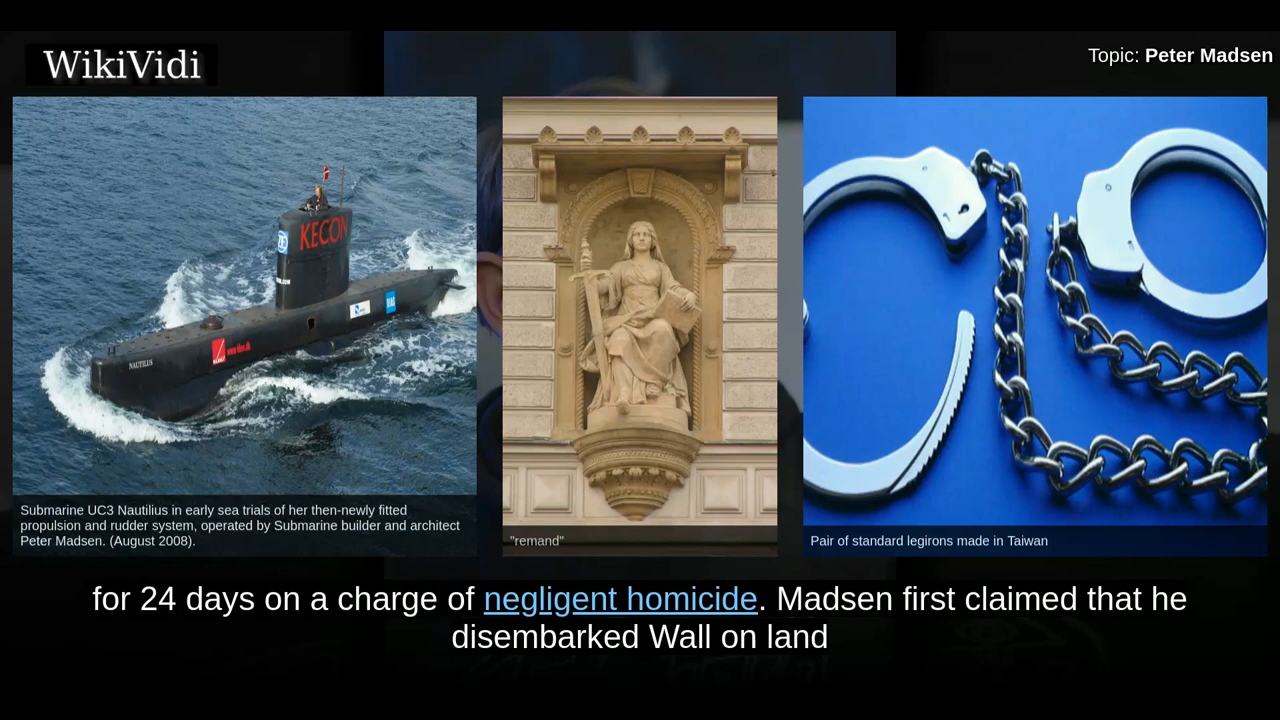 WikiVidi
Topic: Peter Madsen
KECON
NAUTILUS
Submarine UC3 Nautilius in early sea trials of her then-newly fitted
propulsion and rudder system, operated by Submarine builder and architect
Peter Madsen. (August 2008).
"remand"
Pair of standard legirons made in Taiwan
for 24 days on a charge of negligent homicide. Madsen first claimed that he
disembarked Wall on land